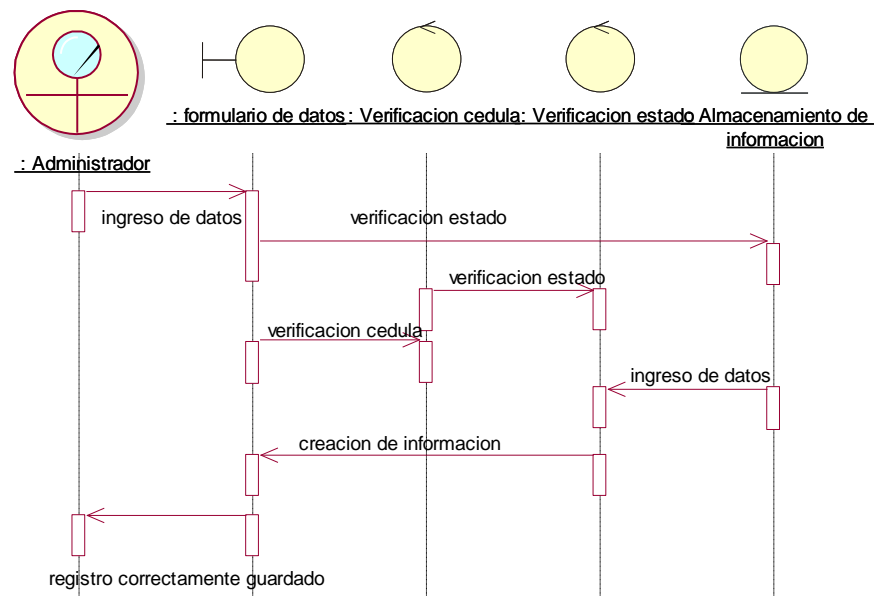 : formulario de datos
: Verificacion cedula
: Verificacion estado
Almacenamiento de
informacion
: Administrador
ingreso de datos
verificacion estado
verificacion estado
verificacion cedula
ingreso de datos
creacion de informacion
registro correctamente guardado